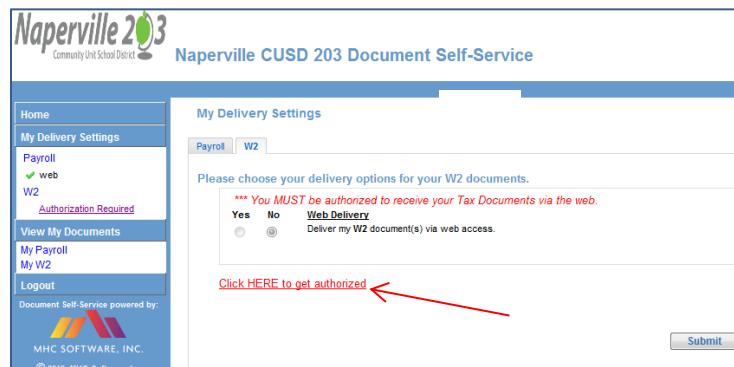 Naperville 203
Community Unit School District
Naperville CUSD 203 Document Self-Service
Home
My Delivery Settings
Payroll
web
W2
Authorization Required
View My Documents
My Payroll
My W2
Logout
Document Self-Service powered by:
MHC SOFTWARE, INC.
My Delivery Settings
Payroll W2
Please choose your delivery options for your W2 documents.
*** You MUST be authorized to receive your Tax Documents via the web.
Yes No Web Delivery
Deliver my W2 document(s) via web access.
Click HERE to get authorized
Submit